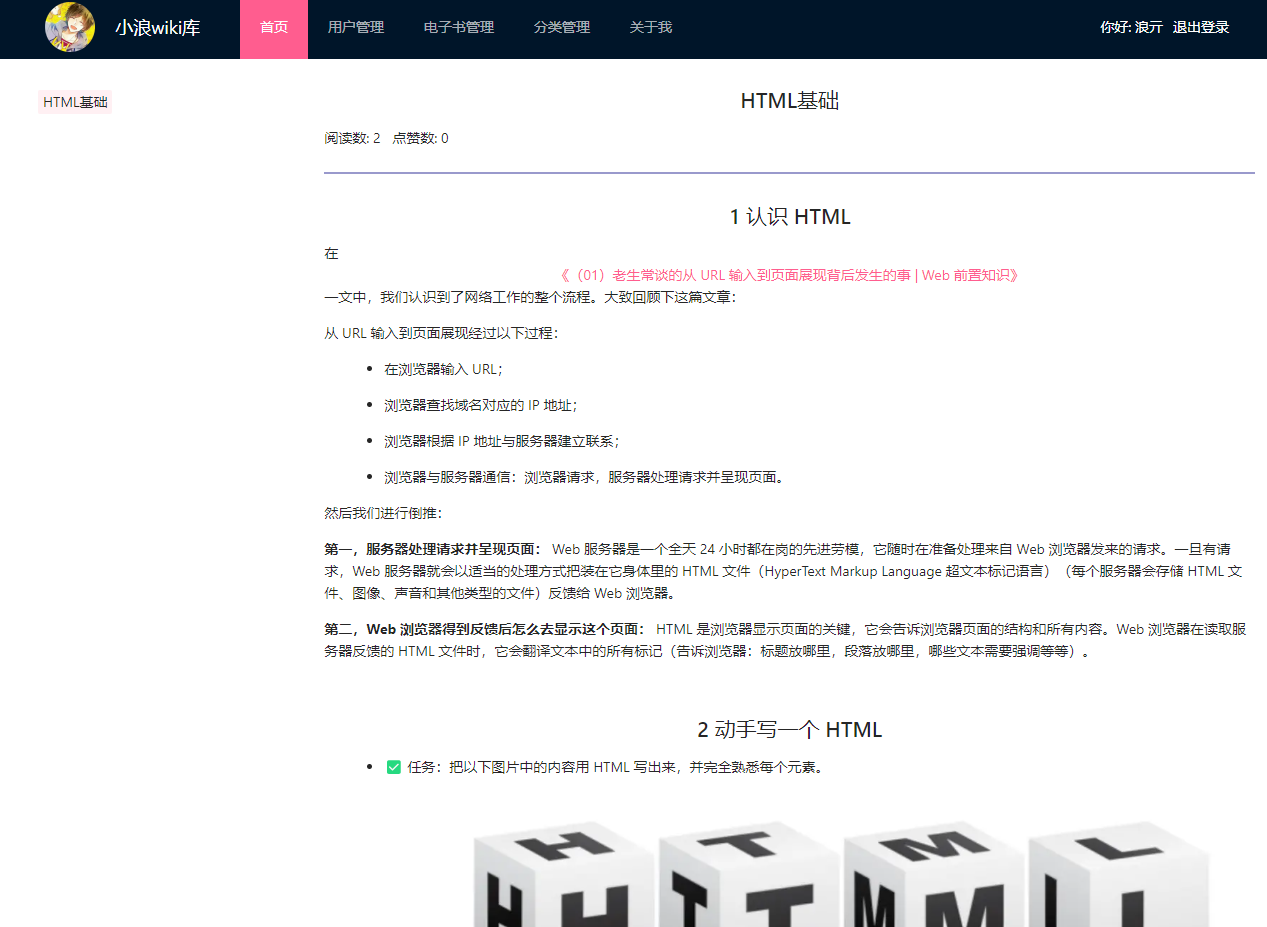 小浪wiki库 首页 用户管理 电子书管理 分类管理 关于我 你好: 浪亓 退出登录
HTML基础
HTML基础
阅读数: 2 点赞数: 0
1 认识 HTML
在
《（01）老生常谈的从 URL 输入到页面展现背后发生的事 | Web 前置知识》
一文中，我们认识到了网络工作的整个流程。大致回顾下这篇文章：
从 URL 输入到页面展现经过以下过程：
• 在浏览器输入 URL；
• 浏览器查找域名对应的 IP 地址；
• 浏览器根据 IP 地址与服务器建立联系；
• 浏览器与服务器通信：浏览器请求，服务器处理请求并呈现页面。
然后我们进行倒推：
第一，服务器处理请求并呈现页面： Web 服务器是一个全天 24 小时都在岗的先进劳模，它随时在准备处理来自 Web 浏览器发来的请求。一旦有请
求，Web 服务器就会以适当的处理方式把装在它身体里的 HTML 文件（HyperText Markup Language 超文本标记语言）（每个服务器会存储 HTML 文
件、图像、声音和其他类型的文件）反馈给 Web 浏览器。
第二，Web 浏览器得到反馈后怎么去显示这个页面： HTML 是浏览器显示页面的关键，它会告诉浏览器页面的结构和所有内容。Web 浏览器在读取服
务器反馈的 HTML 文件时，它会翻译文本中的所有标记（告诉浏览器：标题放哪里，段落放哪里，哪些文本需要强调等等）。
2 动手写一个 HTML
• ✅ 任务：把以下图片中的内容用 HTML 写出来，并完全熟悉每个元素。
H T M L
H H T T M M L L